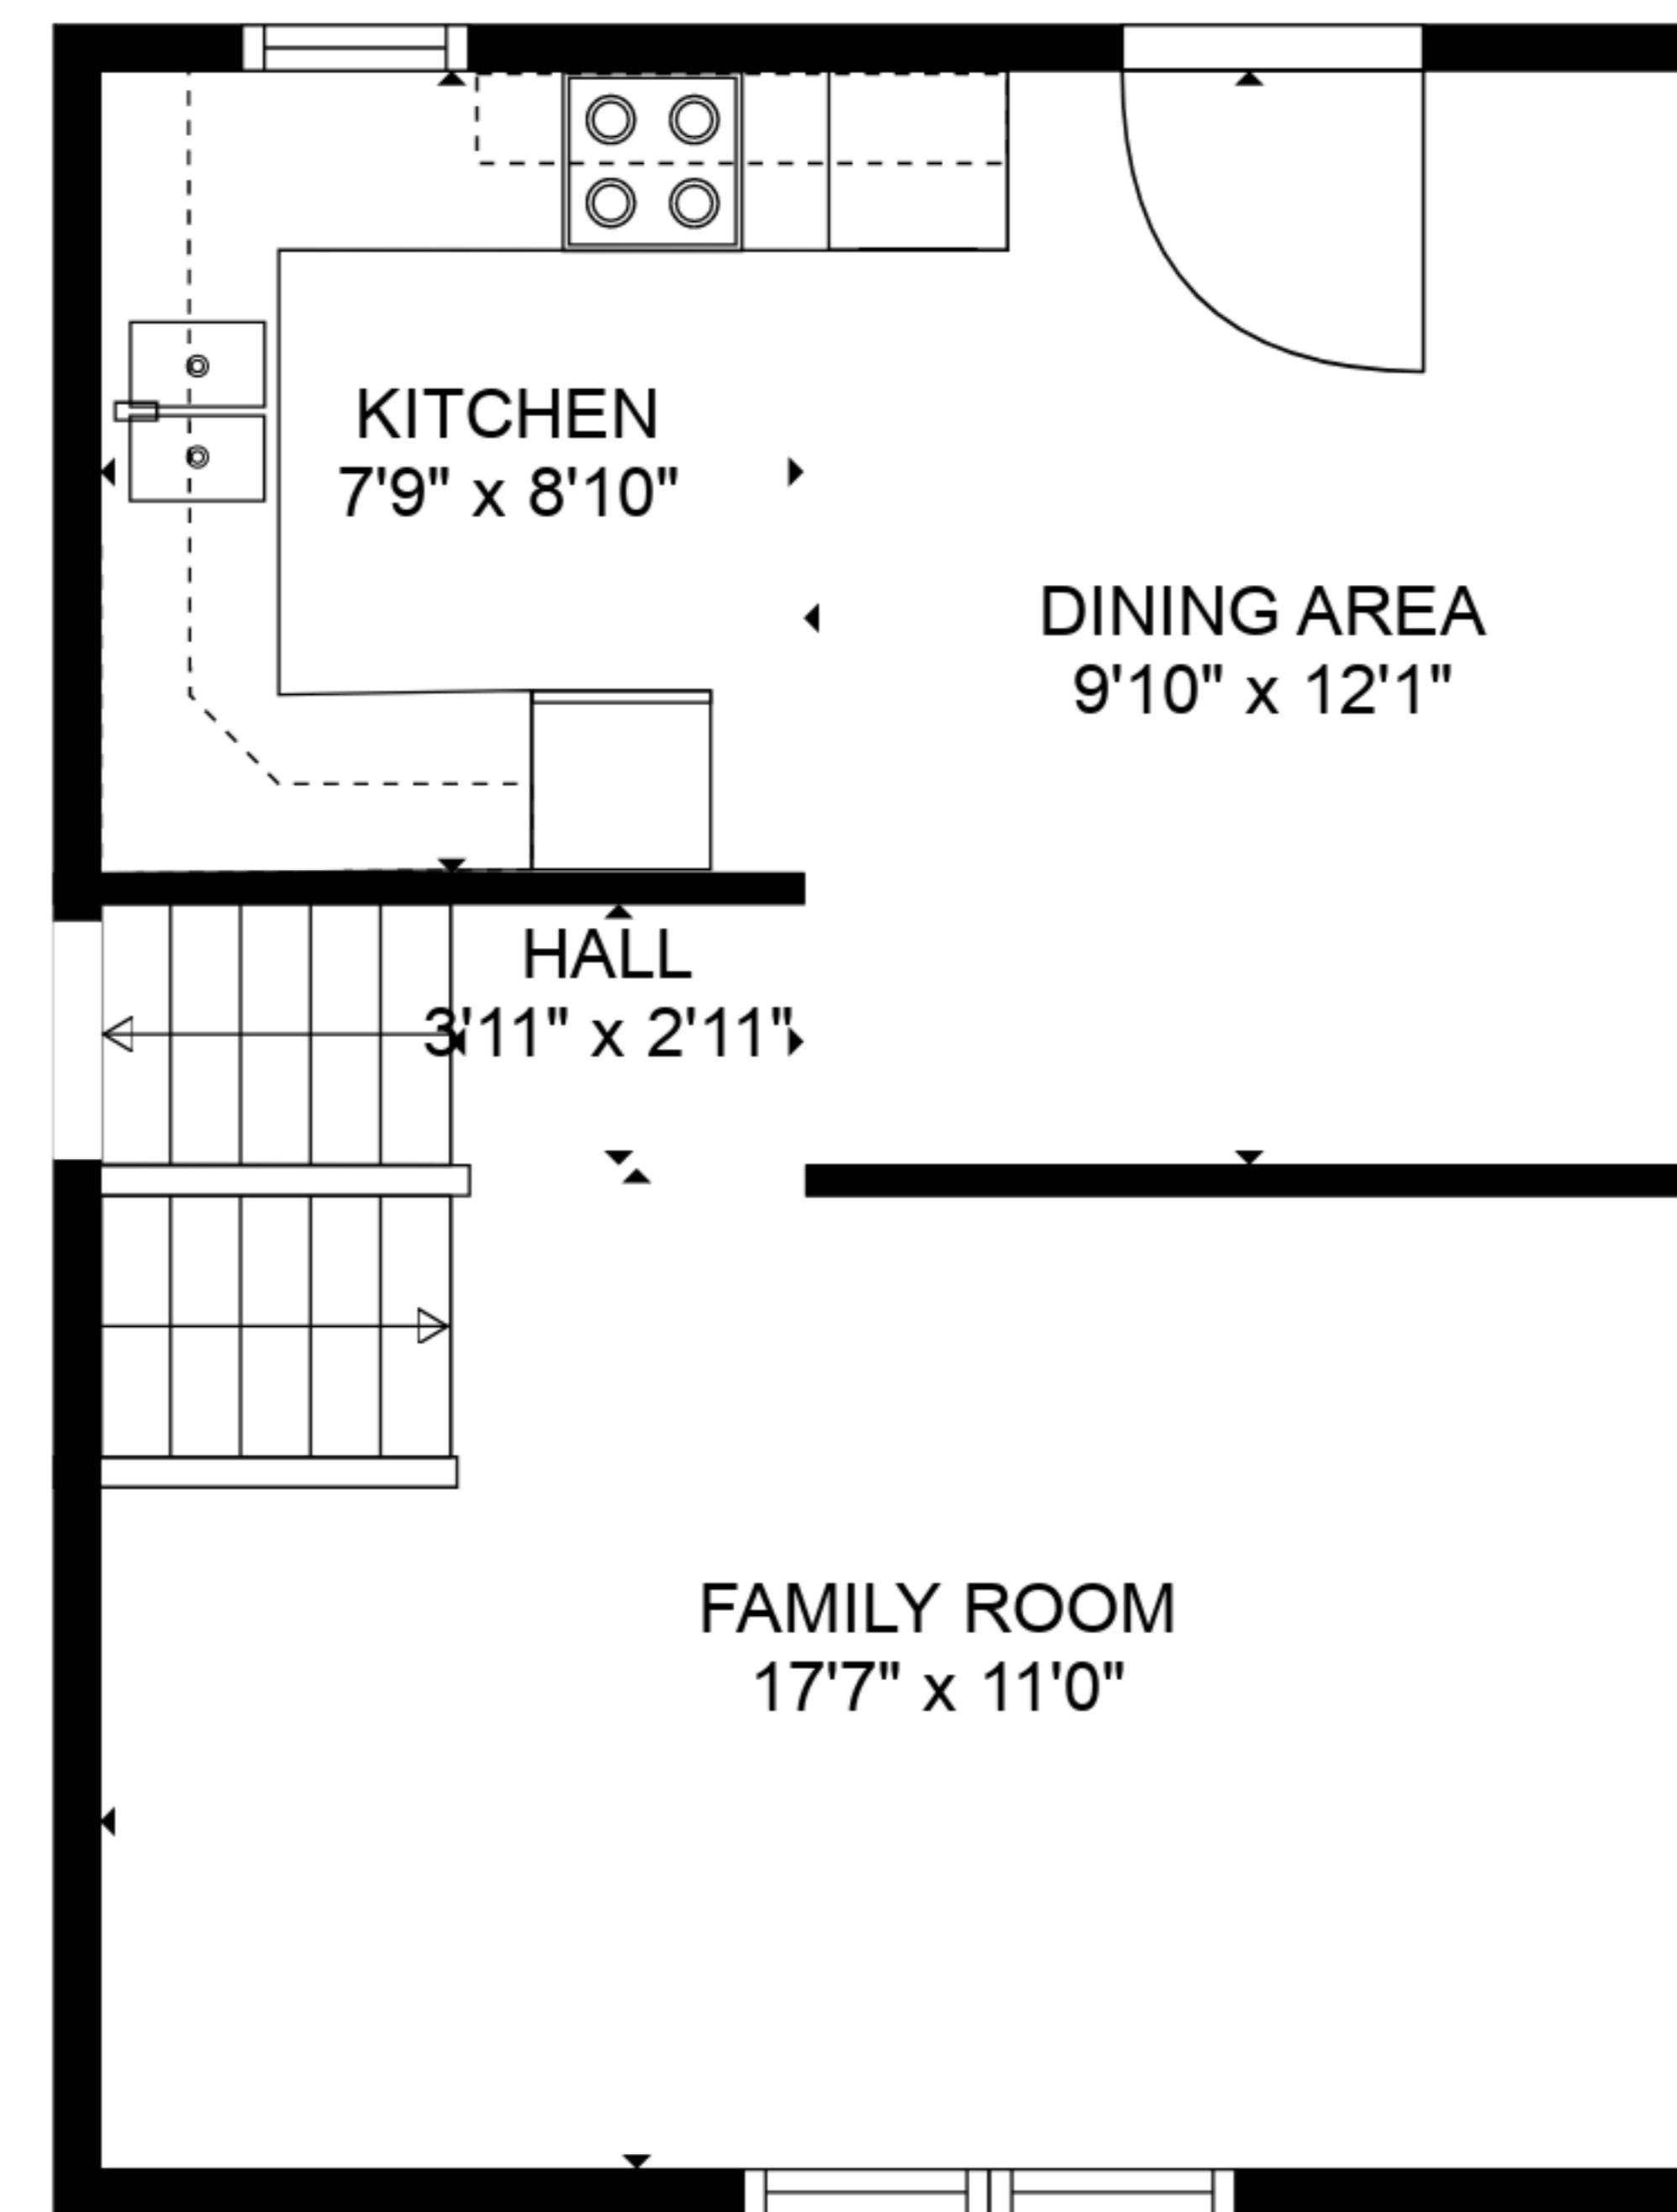 KITCHEN
7'9" x 8'10"
DINING AREA
9'10" x 12'1"
HALL
3'11" x 2'11"
FAMILY ROOM
17'7" x 11'0"